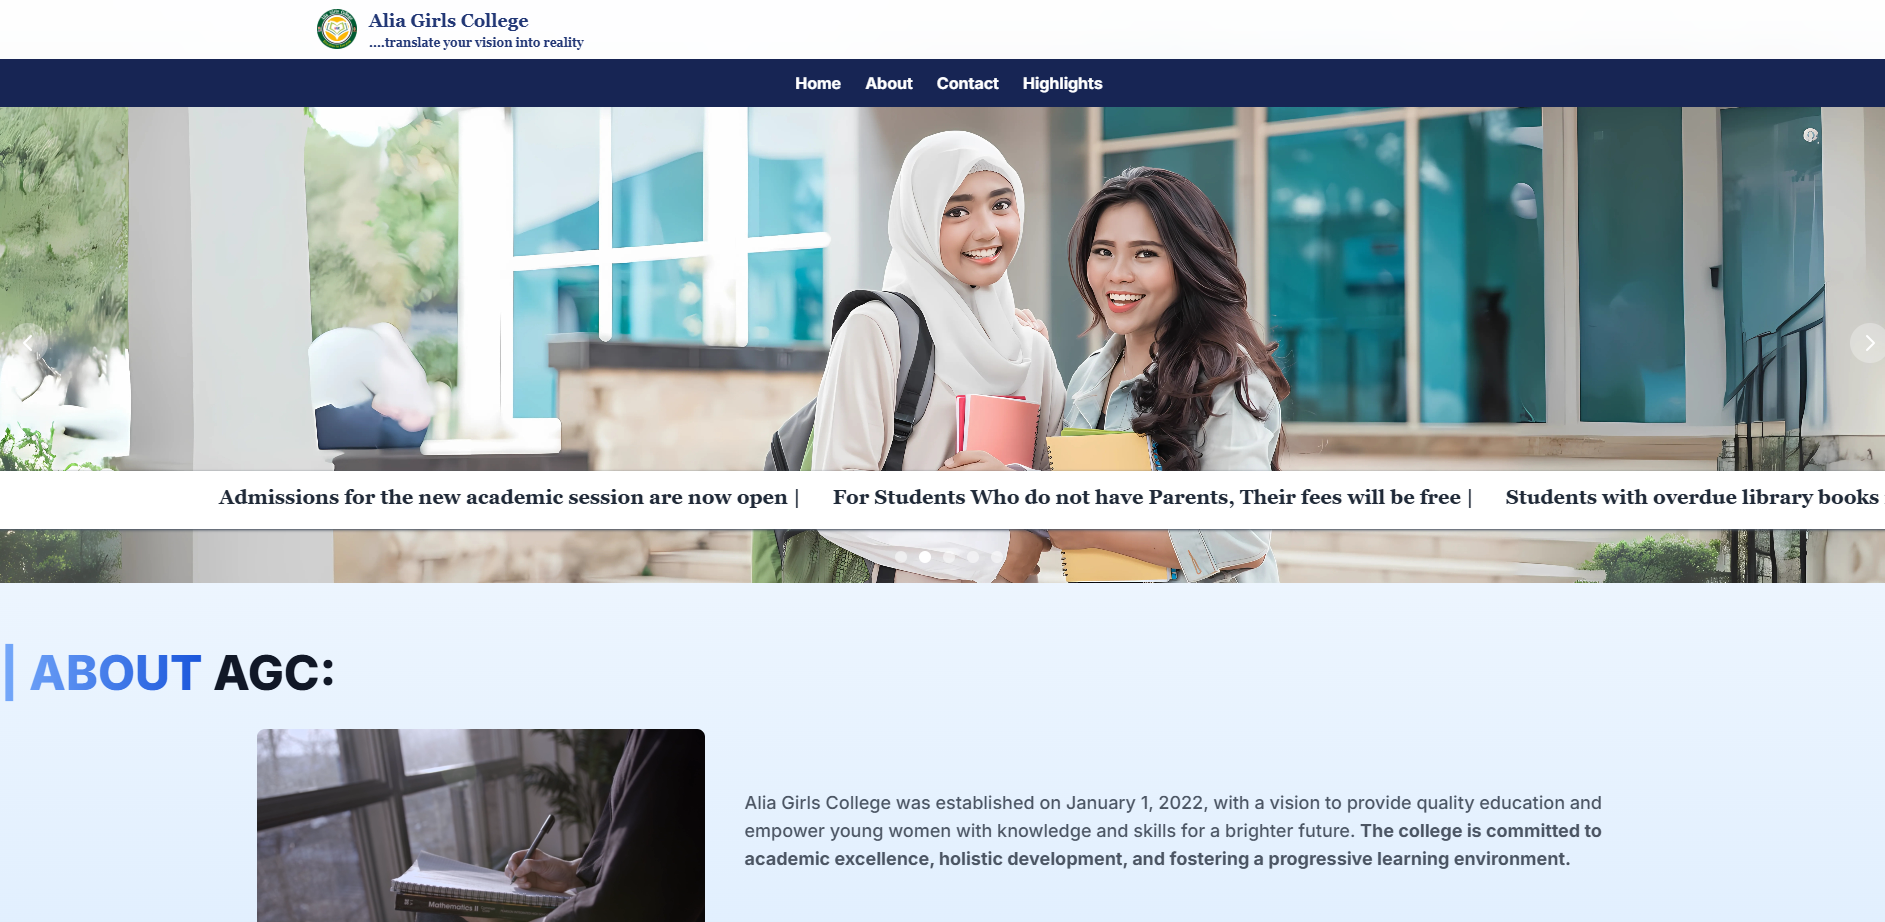 Alia Girls College
....translate your vision into reality
Home About Contact Highlights
Admissions for the new academic session are now open | For Students Who do not have Parents, Their fees will be free | Students with overdue library books
| ABOUT AGC:
Alia Girls College was established on January 1, 2022, with a vision to provide quality education and
empower young women with knowledge and skills for a brighter future. The college is committed to
academic excellence, holistic development, and fostering a progressive learning environment.
Mathematics II